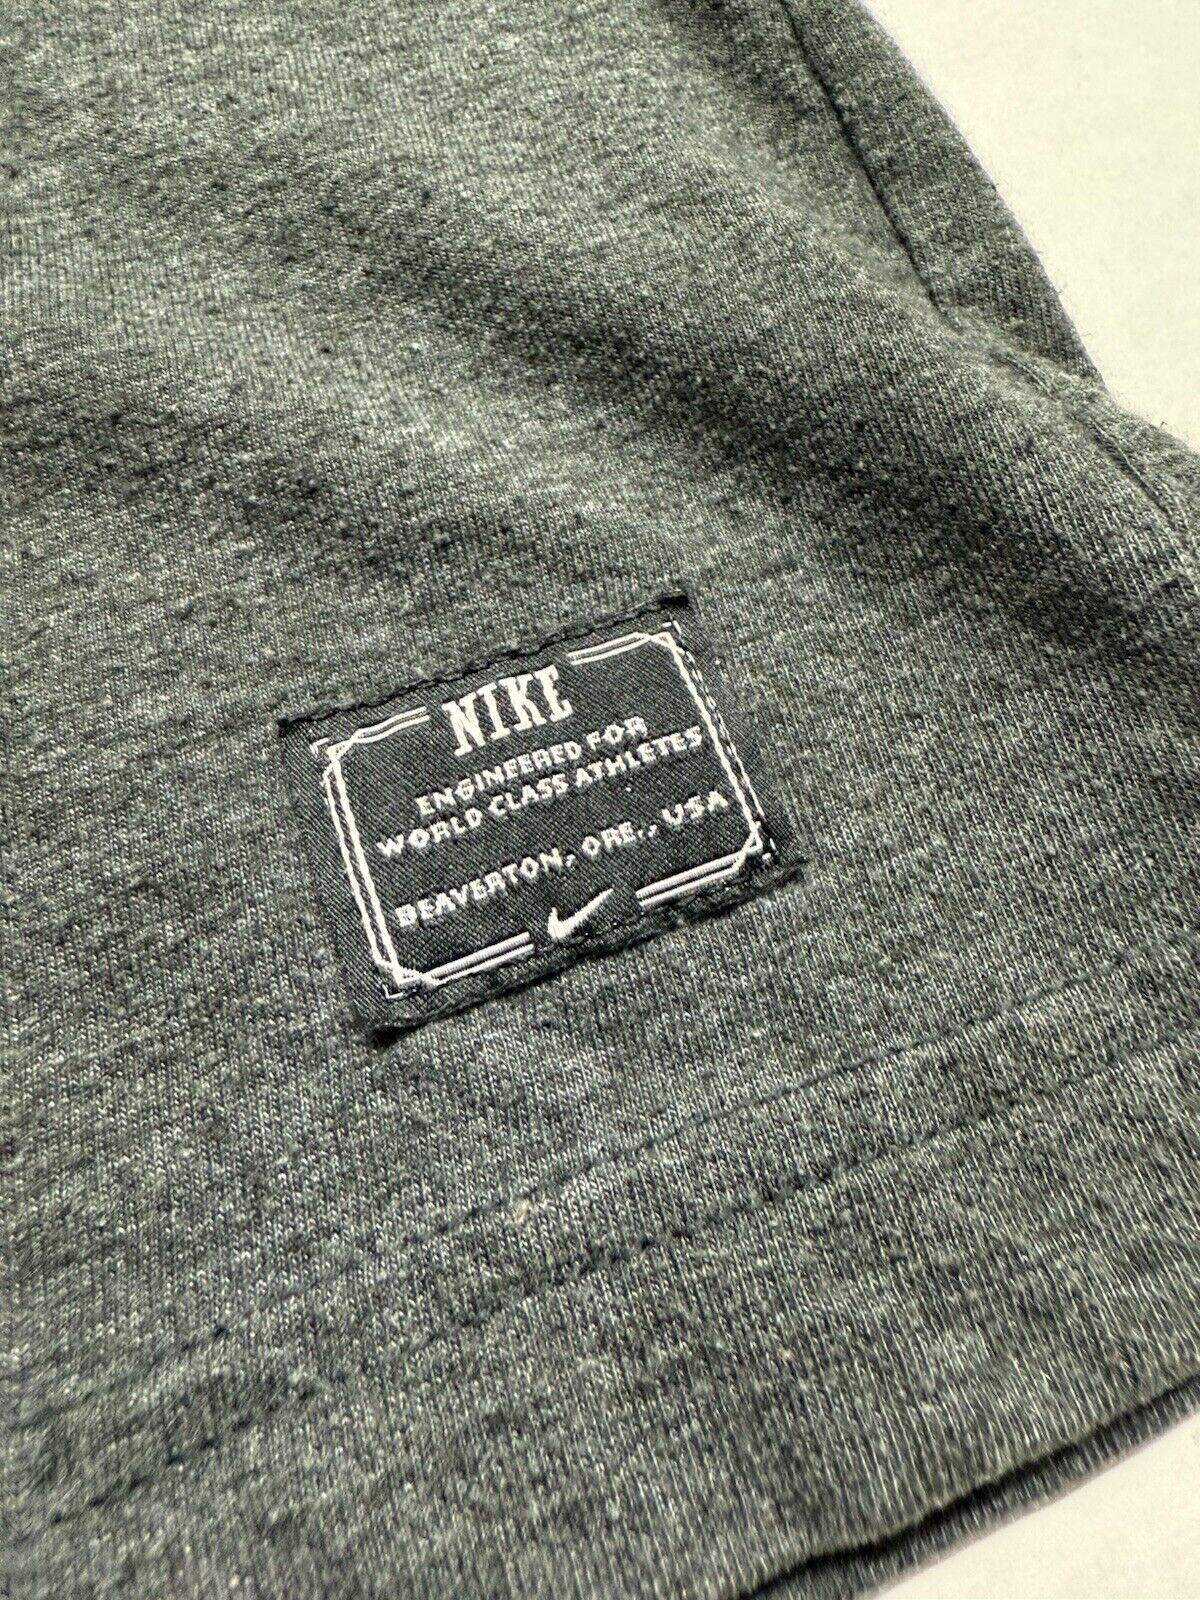 NIKE
ENGINEERED FOR
WORLD CLASS ATHLETES
BEAVERTON, ORE., USA